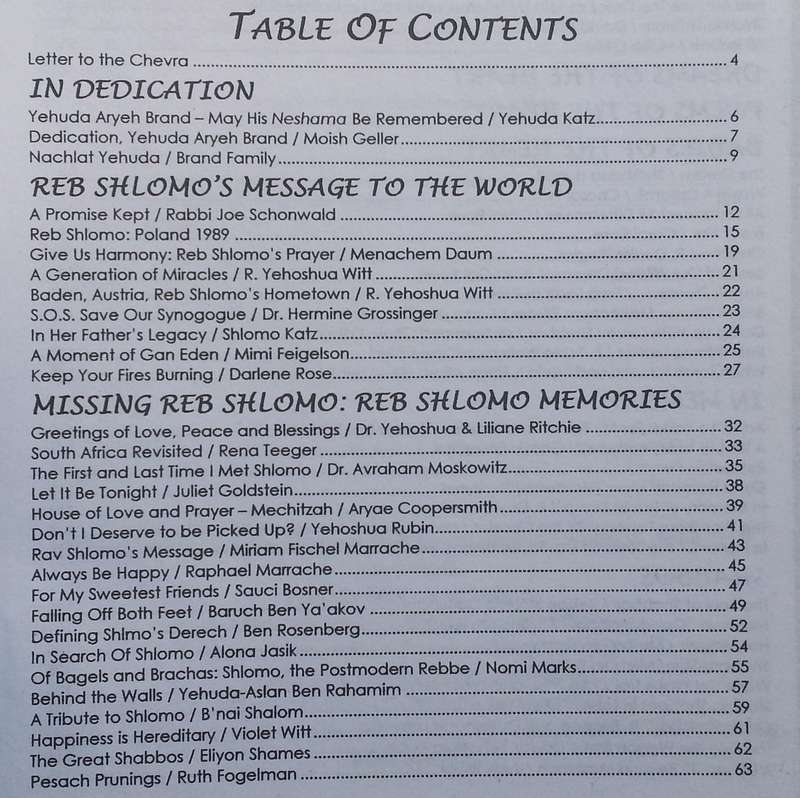 TABLE OF CONTENTS
Letter to the Chevra ........ 4
IN DEDICATION
Yehuda Aryeh Brand – May His Neshama Be Remembered / Yehuda Katz........ 6
Dedication, Yehuda Aryeh Brand / Moish Geller........ 7
Nachlat Yehuda / Brand Family........ 9
REB SHLOMO'S MESSAGE TO THE WORLD
A Promise Kept / Rabbi Joe Schonwald ........ 12
Reb Shlomo: Poland 1989 ........ 15
Give Us Harmony: Reb Shlomo's Prayer / Menachem Daum ........ 19
A Generation of Miracles / R. Yehoshua Witt ........ 21
Baden, Austria, Reb Shlomo's Hometown / R. Yehoshua Witt ........ 22
S.O.S. Save Our Synogogue / Dr. Hermine Grossinger ........ 23
In Her Father's Legacy / Shlomo Katz........ 24
A Moment of Gan Eden / Mimi Feigelson........ 25
Keep Your Fires Burning / Darlene Rose........ 27
MISSING REB SHLOMO: REB SHLOMO MEMORIES
Greetings of Love, Peace and Blessings / Dr. Yehoshua & Liliane Ritchie ........ 32
South Africa Revisited / Rena Teeger ........ 33
The First and Last Time I Met Shlomo / Dr. Avraham Moskowitz........ 35
Let It Be Tonight / Juliet Goldstein........ 38
House of Love and Prayer – Mechitzah / Aryae Coopersmith........ 39
Don't I Deserve to be Picked Up? / Yehoshua Rubin........ 41
Rav Shlomo's Message / Miriam Fischel Marrache........ 43
Always Be Happy / Raphael Marrache........ 45
For My Sweetest Friends / Sauci Bosner........ 47
Falling Off Both Feet / Baruch Ben Ya'akov ........ 49
Defining Shlmo's Derech / Ben Rosenberg........ 52
In Search Of Shlomo / Alona Jasik........ 54
Of Bagels and Brachas: Shlomo, the Postmodern Rebbe / Nomi Marks........ 55
Behind the Walls / Yehuda-Aslan Ben Rahamim ........ 57
A Tribute to Shlomo / B'nai Shalom........ 59
Happiness is Hereditary / Violet Witt........ 61
The Great Shabbos / Eliyon Shames........ 62
Pesach Prunings / Ruth Fogelman ........ 63